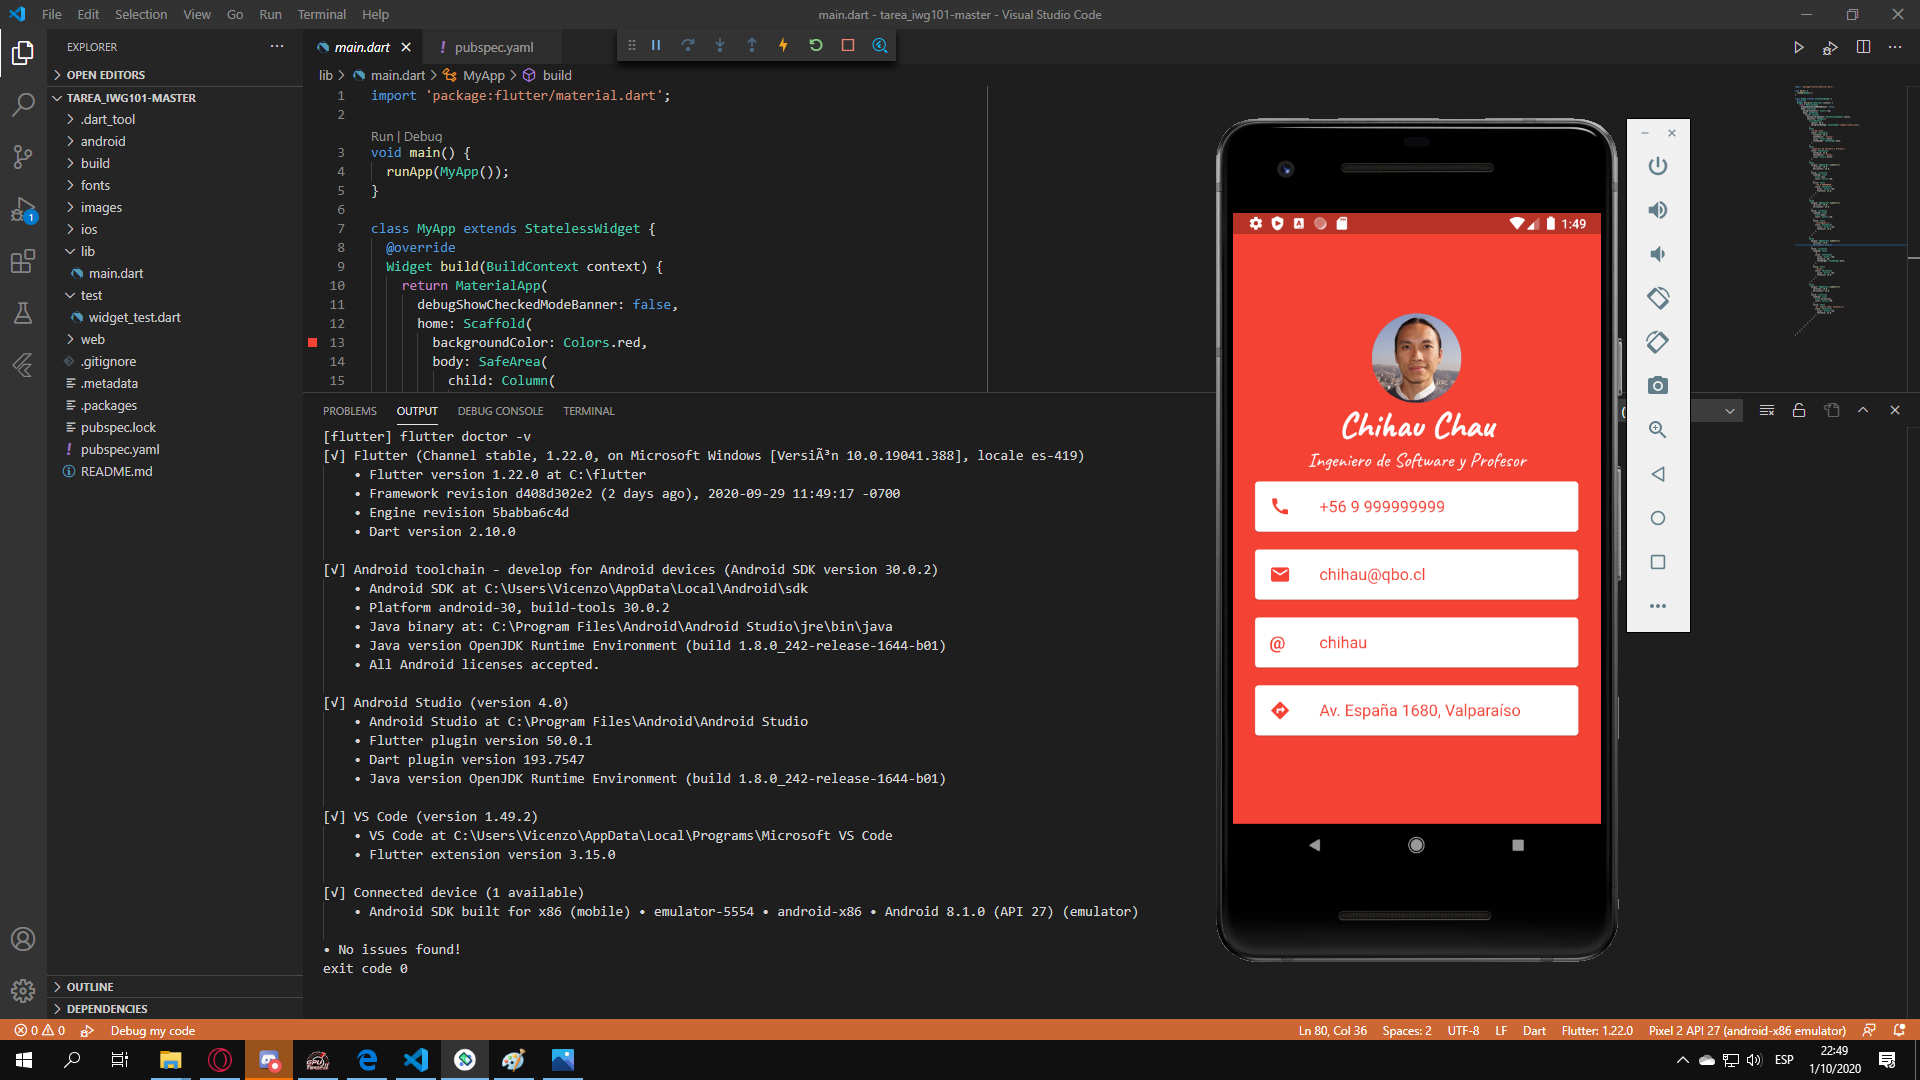 File Edit Selection View Go Run Terminal Help
main.dart - tarea_iwg101-master - Visual Studio Code
EXPLORER
OPEN EDITORS
TAREA_IWG101-MASTER
.dart_tool
android
build
fonts
images
ios
lib
main.dart
test
widget_test.dart
web
.gitignore
.metadata
.packages
pubspec.lock
pubspec.yaml
README.md
OUTLINE
DEPENDENCIES
1
main.dart
! pubspec.yaml
lib > main.dart > MyApp > build
1 import 'package:flutter/material.dart';
2
Run | Debug
3 void main() {
4 runApp(MyApp());
5 }
6
7 class MyApp extends StatelessWidget {
8 @override
9 Widget build(BuildContext context) {
10 return MaterialApp(
11 debugShowCheckedModeBanner: false,
12 home: Scaffold(
13 backgroundColor: Colors.red,
14 body: SafeArea(
15 child: Column(
PROBLEMS OUTPUT DEBUG CONSOLE TERMINAL
[flutter] flutter doctor -v
[√] Flutter (Channel stable, 1.22.0, on Microsoft Windows [VersiÃ³n 10.0.19041.388], locale es-419)
• Flutter version 1.22.0 at C:\flutter
• Framework revision d408d302e2 (2 days ago), 2020-09-29 11:49:17 -0700
• Engine revision 5babba6c4d
• Dart version 2.10.0
[√] Android toolchain - develop for Android devices (Android SDK version 30.0.2)
• Android SDK at C:\Users\Vicenzo\AppData\Local\Android\sdk
• Platform android-30, build-tools 30.0.2
• Java binary at: C:\Program Files\Android\Android Studio\jre\bin\java
• Java version OpenJDK Runtime Environment (build 1.8.0_242-release-1644-b01)
• All Android licenses accepted.
[√] Android Studio (version 4.0)
• Android Studio at C:\Program Files\Android\Android Studio
• Flutter plugin version 50.0.1
• Dart plugin version 193.7547
• Java version OpenJDK Runtime Environment (build 1.8.0_242-release-1644-b01)
[√] VS Code (version 1.49.2)
• VS Code at C:\Users\Vicenzo\AppData\Local\Programs\Microsoft VS Code
• Flutter extension version 3.15.0
[√] Connected device (1 available)
• Android SDK built for x86 (mobile) • emulator-5554 • android-x86 • Android 8.1.0 (API 27) (emulator)
• No issues found!
exit code 0
1:49
Chihau Chau
Ingeniero de Software y Profesor
+56 9 999999999
chihau@qbo.cl
@ chihau
Av. España 1680, Valparaíso
0 0 Debug my code
Ln 80, Col 36 Spaces: 2 UTF-8 LF Dart Flutter: 1.22.0 Pixel 2 API 27 (android-x86 emulator)
ESP
22:49
1/10/2020